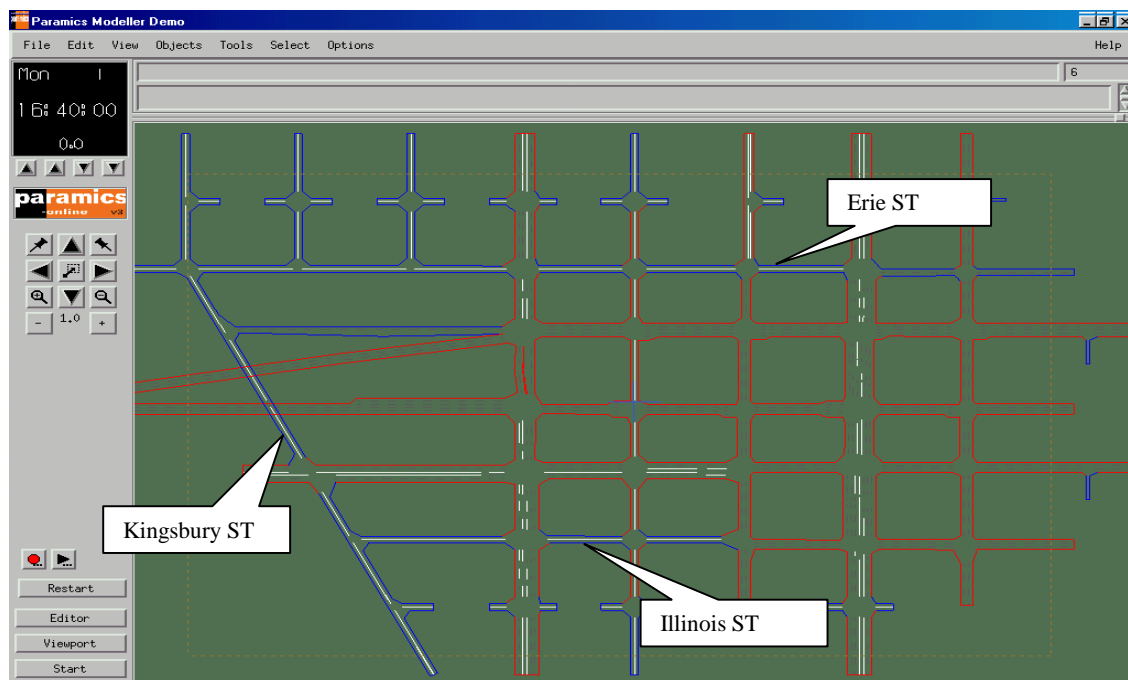 Paramics Modeller Demo
File Edit View Objects Tools Select Options Help
Mon 1
16:40:00
0.0
6
paramics
-online v3
1.0
- +
Erie ST
Kingsbury ST
Illinois ST
Restart
Editor
Viewport
Start